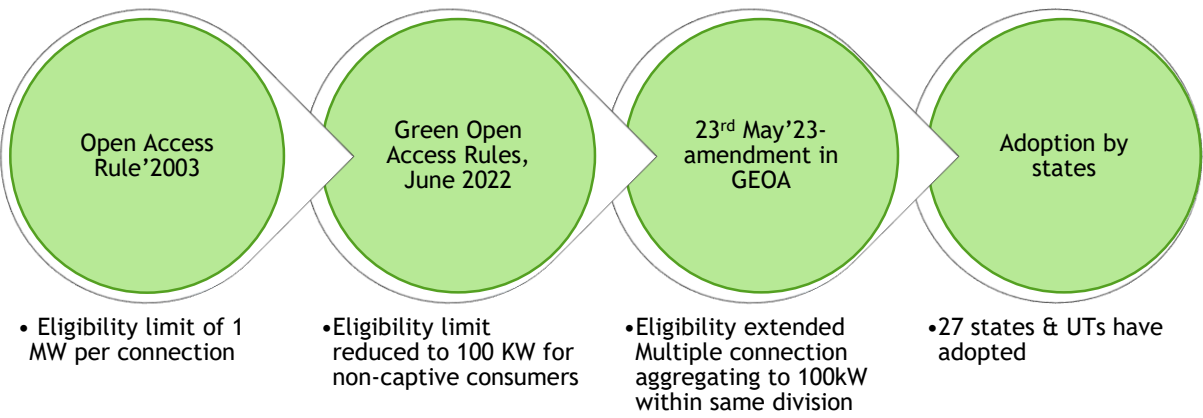 Open Access
Rule’2003
Green Open
Access Rules,
June 2022
23rd May’23-
amendment in
GEOA
Adoption by
states
• Eligibility limit of 1
MW per connection
•Eligibility limit
reduced to 100 KW for
non-captive consumers
•Eligibility extended
Multiple connection
aggregating to 100kW
within same division
•27 states & UTs have
adopted